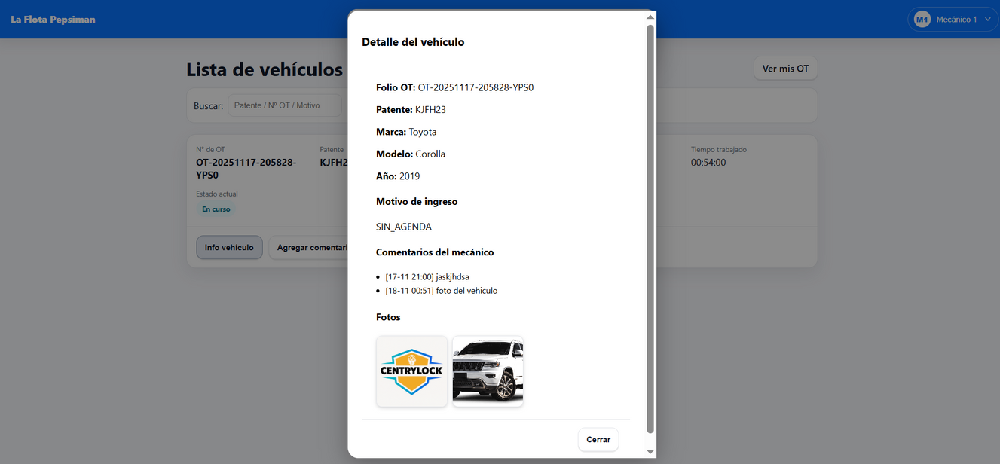 La Flota Pepsiman
M1 Mecánico 1
Lista de vehículos
Ver mis OT
Buscar: Patente / Nº OT / Motivo
N° de OT
OT-20251117-205828-
YPS0
Patente
KJFH2
Tiempo trabajado
00:54:00
Estado actual
En curso
Info vehículo
Agregar comentari
Detalle del vehículo
Folio OT: OT-20251117-205828-YPS0
Patente: KJFH23
Marca: Toyota
Modelo: Corolla
Año: 2019
Motivo de ingreso
SIN_AGENDA
Comentarios del mecánico
[17-11 21:00] jaskjhdsa
[18-11 00:51] foto del vehiculo
Fotos
CENTRYLOCK
Cerrar